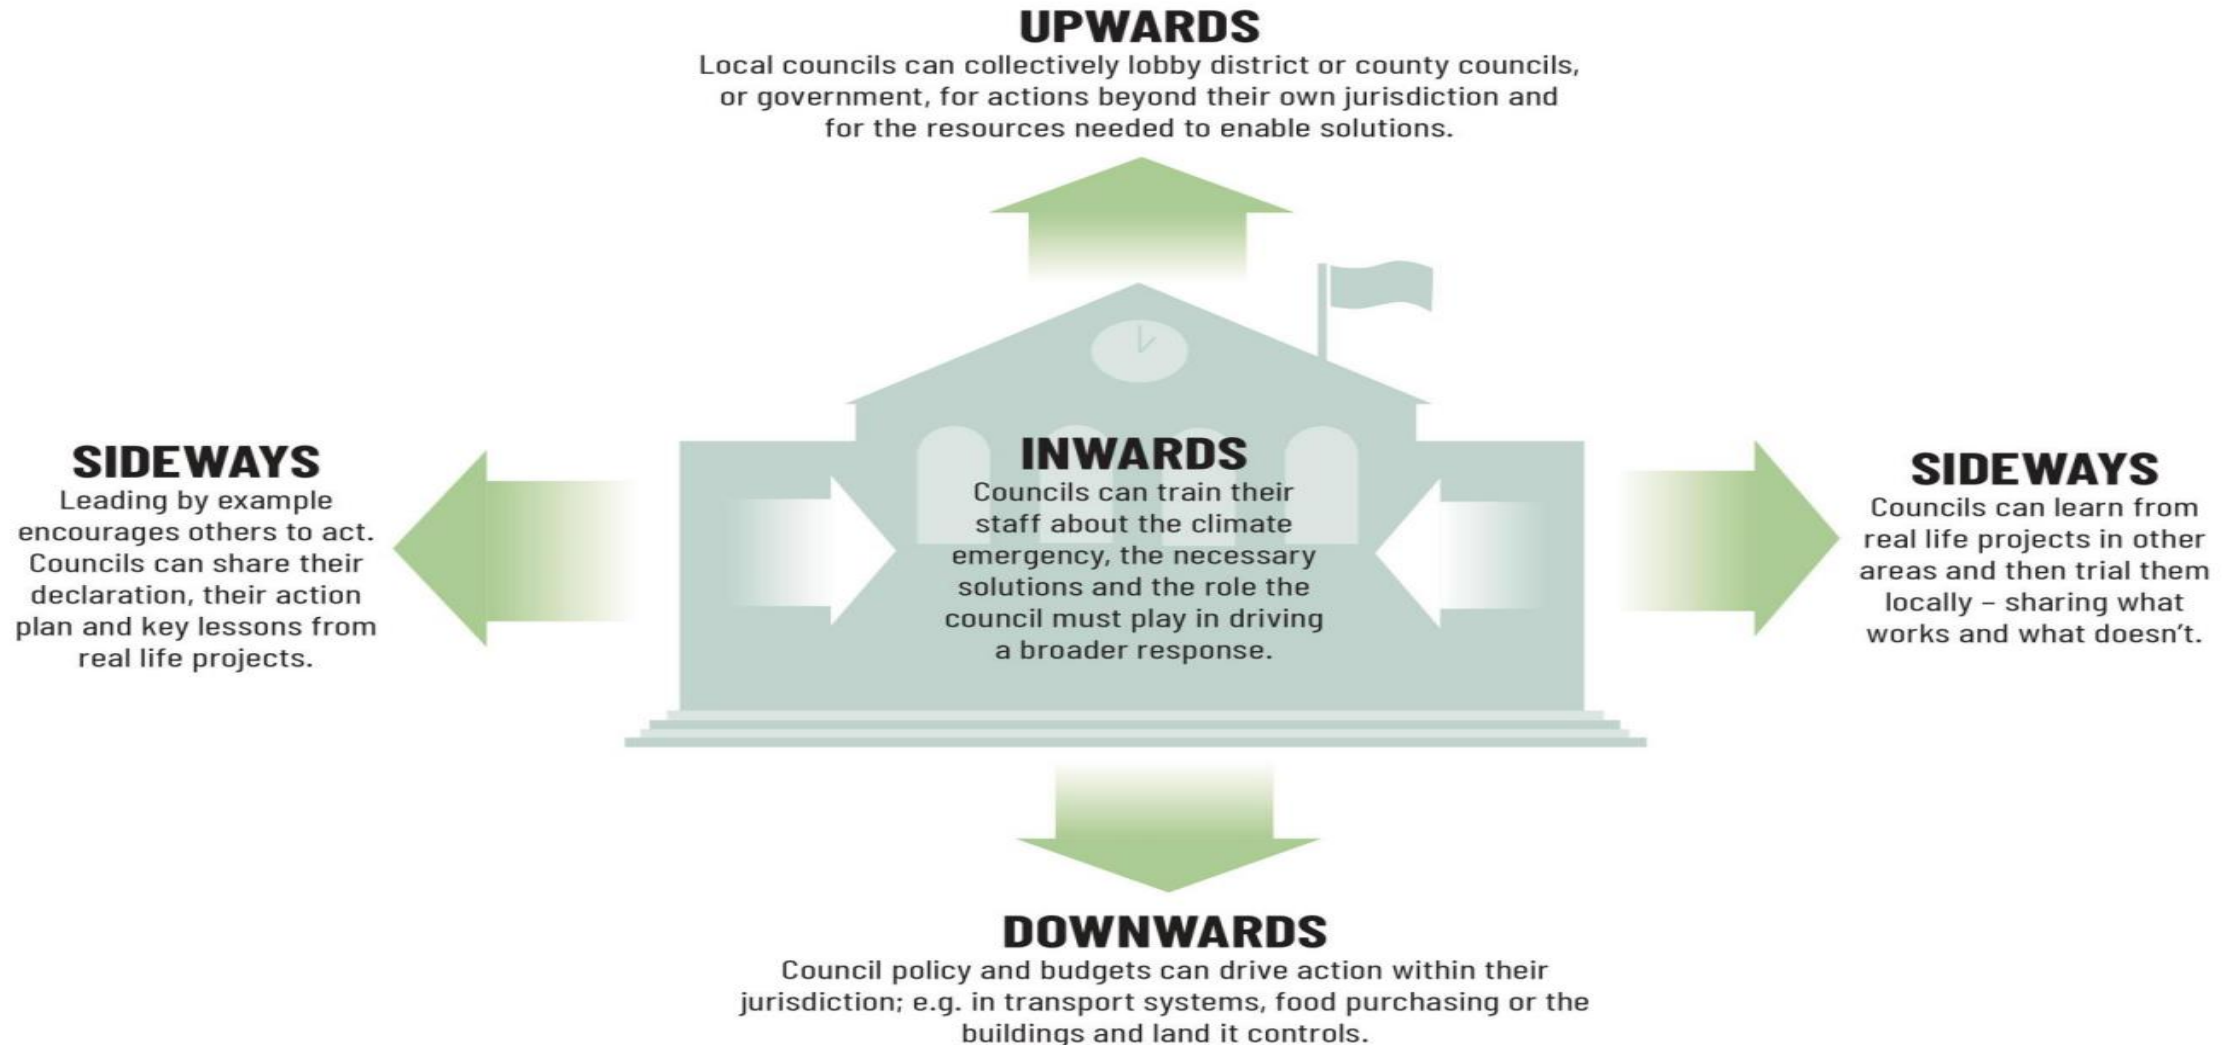 UPWARDS
Local councils can collectively lobby district or county councils,
or government, for actions beyond their own jurisdiction and
for the resources needed to enable solutions.
SIDEWAYS
Leading by example
encourages others to act.
Councils can share their
declaration, their action
plan and key lessons from
real life projects.
INWARDS
Councils can train their
staff about the climate
emergency, the necessary
solutions and the role the
council must play in driving
a broader response.
SIDEWAYS
Councils can learn from
real life projects in other
areas and then trial them
locally – sharing what
works and what doesn't.
DOWNWARDS
Council policy and budgets can drive action within their
jurisdiction; e.g. in transport systems, food purchasing or the
buildings and land it controls.